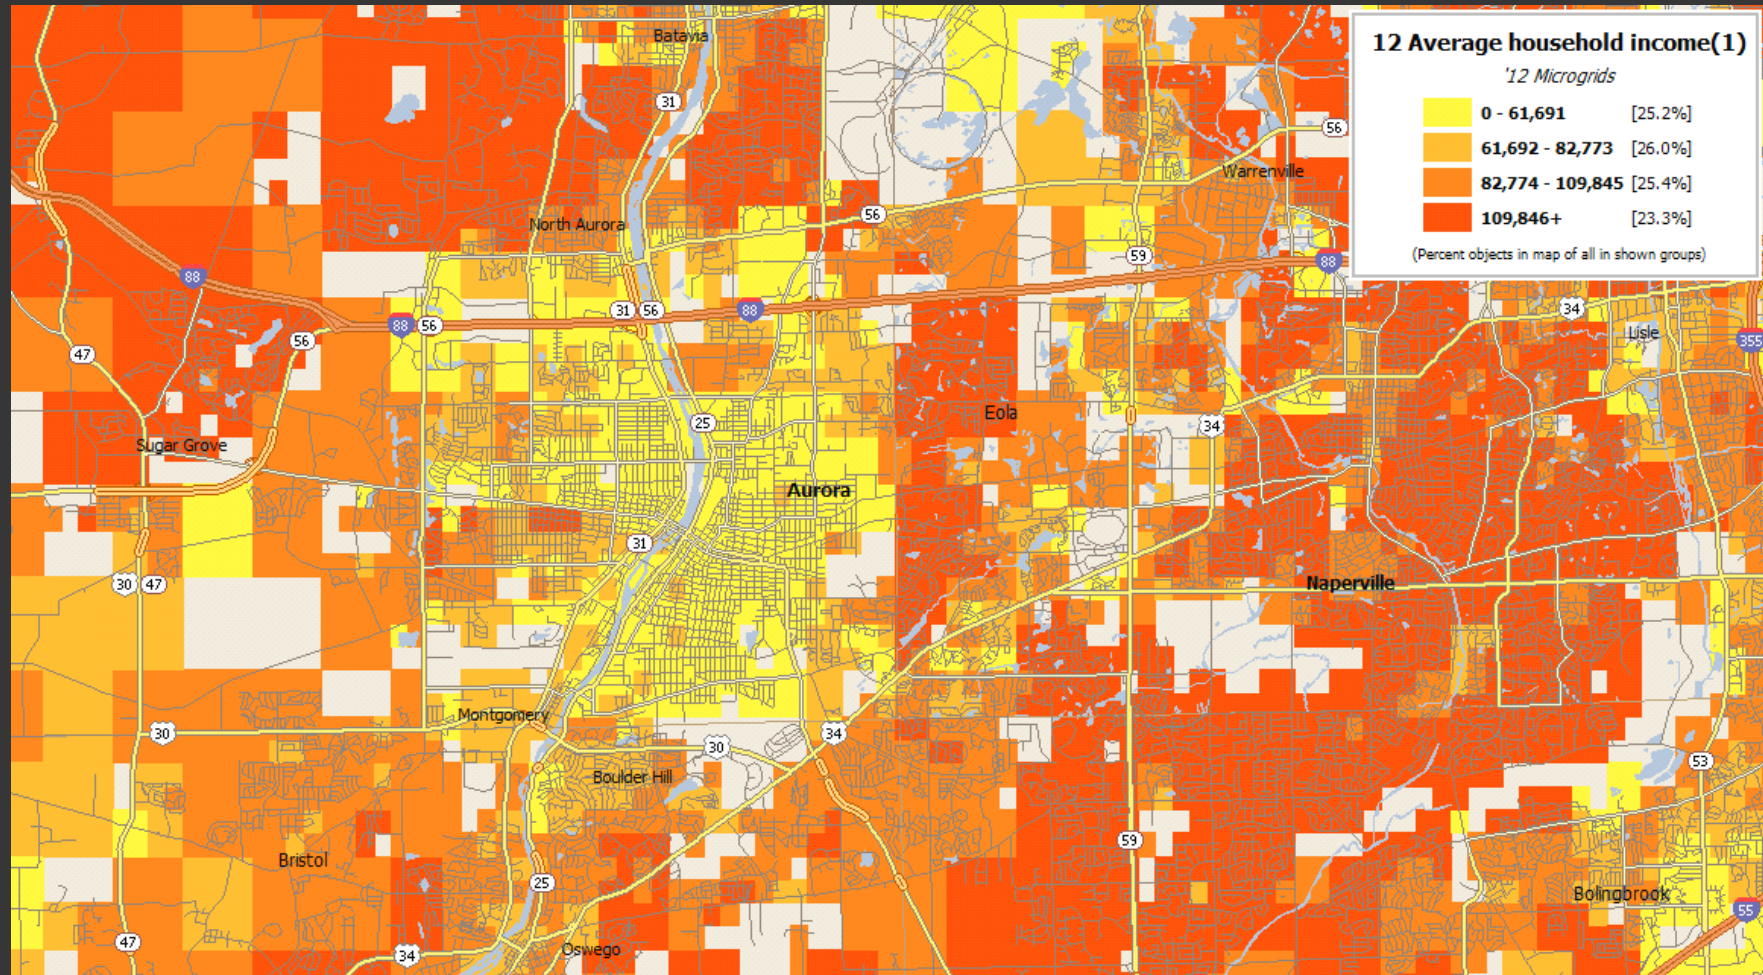 12 Average household income(1)
'12 Microgrids
0 - 61,691 [25.2%]
61,692 - 82,773 [26.0%]
82,774 - 109,845 [25.4%]
109,846+ [23.3%]
(Percent objects in map of all in shown groups)
Batavia
31
56
Warrenville
56
North Aurora
59
88
88
31 56
88
88 56
34
Lisle
355
56
47
Eola
25
34
Sugar Grove
Aurora
31
30 47
Naperville
Montgomery
30
34
30
53
Boulder Hill
59
Bristol
25
Bolingbrook
55
47
34
Oswego